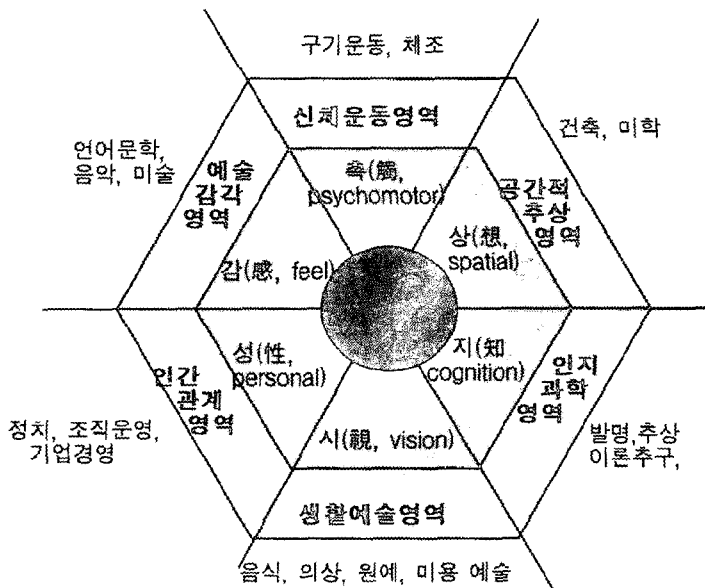 구기운동, 체조
신체운동영역
건축, 미학
언어문학,
음악, 미술
예술
감각
영역
촉(觸,
psychomotor)
공간적
추상
영역
상(想,
spatial)
감(感, feel)
성(性,
personal)
지(知
cognition)
인간
관계
영역
인지
과학
영역
정치, 조직운영,
기업경영
시(視, vision)
발명,추상
이론추구,
생활예술영역
음식, 의상, 원예, 미용 예술